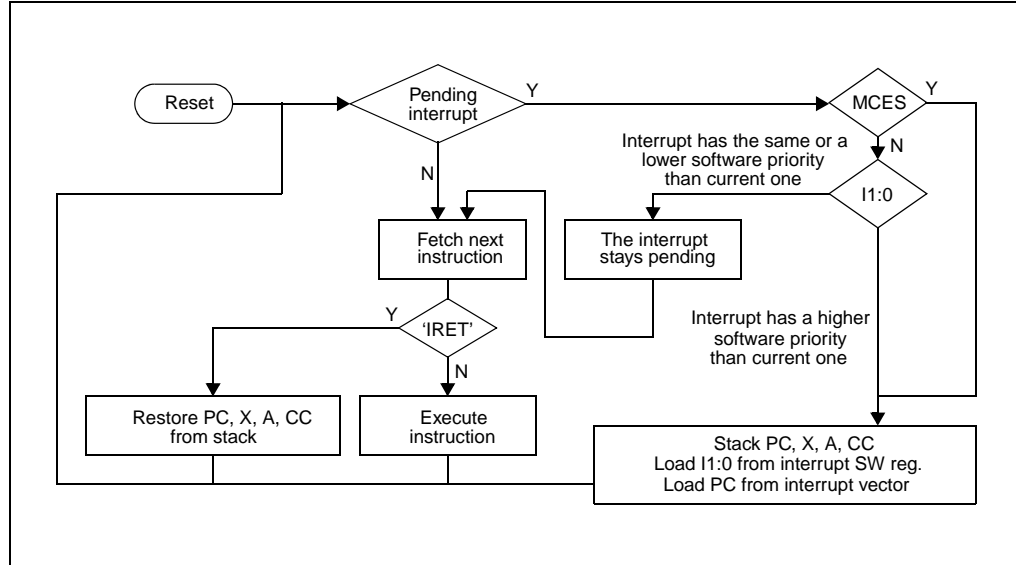 Reset
Pending
interrupt
Y
MCES
Y
N
Interrupt has the same or a
lower software priority
than current one
I1:0
N
Fetch next
instruction
The interrupt
stays pending
Y
‘IRET’
N
Interrupt has a higher
software priority
than current one
Restore PC, X, A, CC
from stack
Execute
instruction
Stack PC, X, A, CC
Load I1:0 from interrupt SW reg.
Load PC from interrupt vector